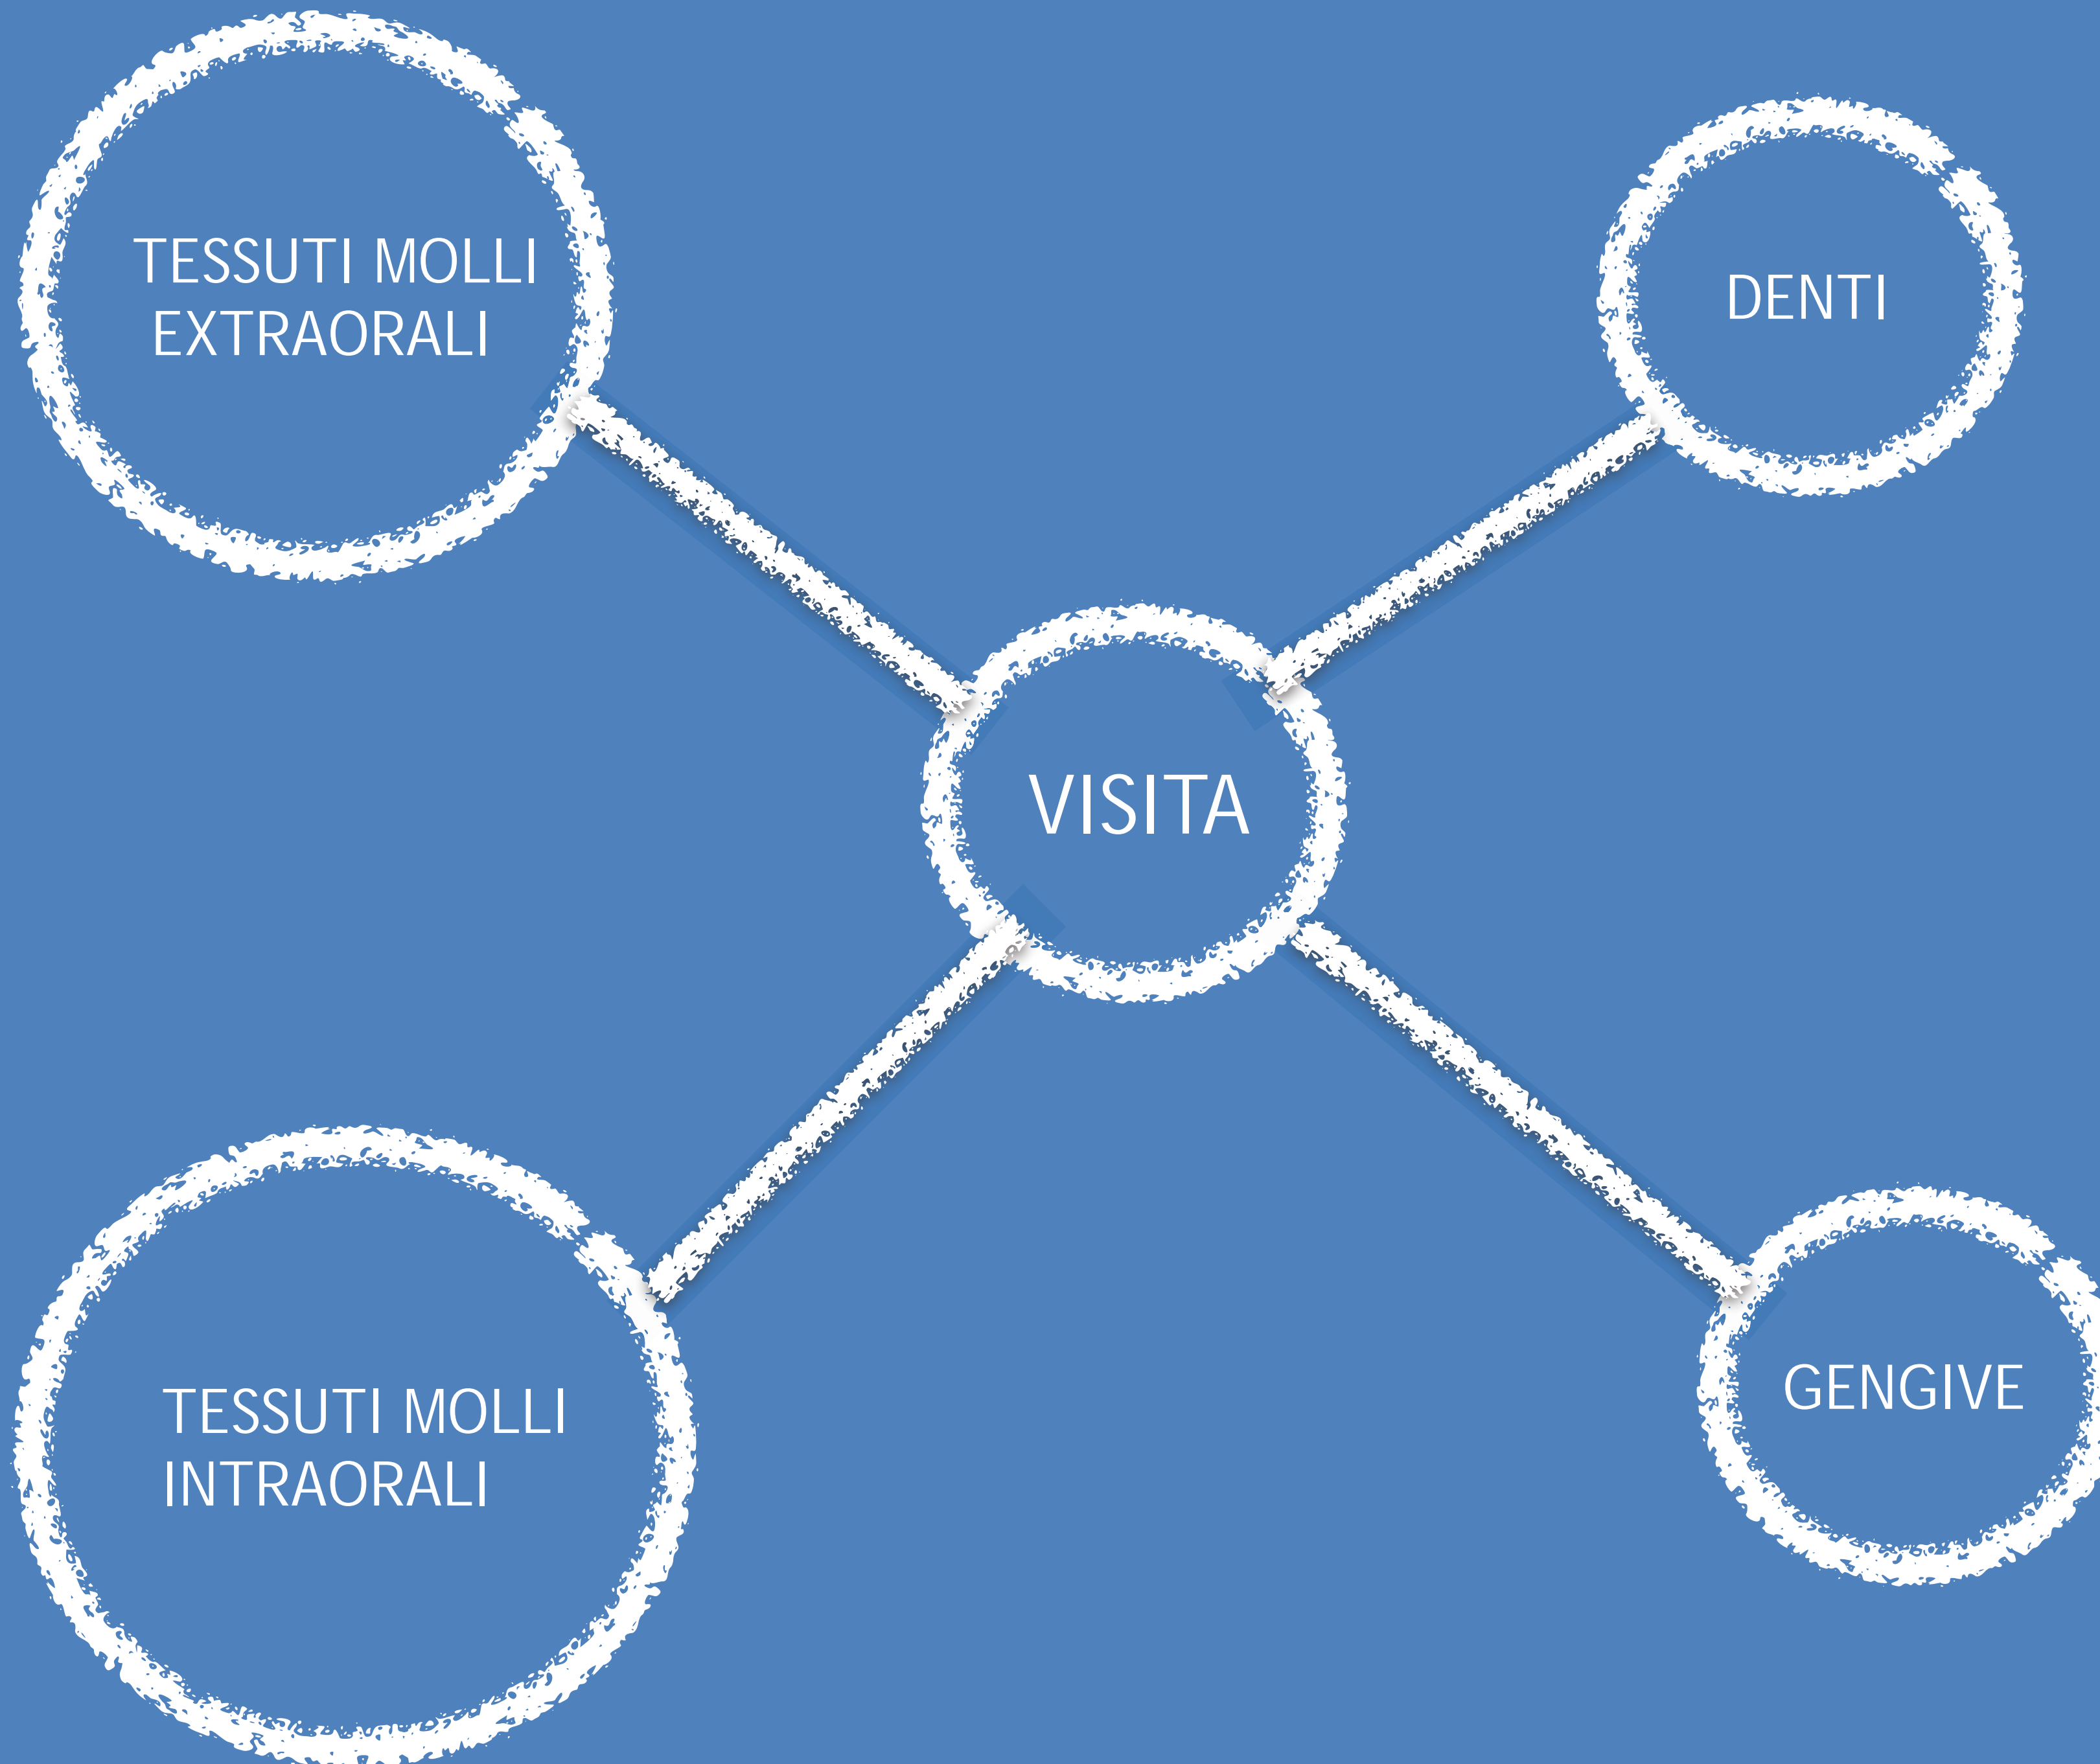 TESSUTI MOLLI
EXTRAORALI
DENTI
VISITA
TESSUTI MOLLI
INTRAORALI
GENGIVE